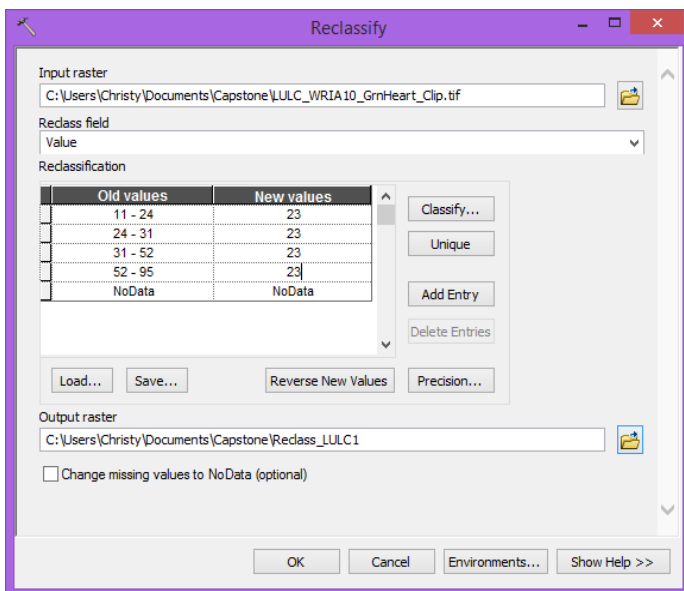 Reclassify
Input raster
C:\Users\Christy\Documents\Capstone\LULC_WRIA10_GrnHeart_Clip.tif
Reclass field
Value
Reclassification
Old values New values
11 - 24 23
24 - 31 23
31 - 52 23
52 - 95 23
NoData NoData
Classify...
Unique
Add Entry
Delete Entries
Load... Save... Reverse New Values Precision...
Output raster
C:\Users\Christy\Documents\Capstone\Reclass_LULC1
Change missing values to NoData (optional)
OK Cancel Environments... Show Help >>